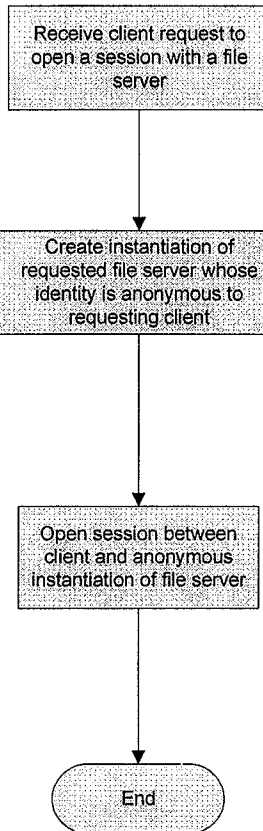 Receive client request to
open a session with a file
server
Create instantiation of
requested file server whose
identity is anonymous to
requesting client
Open session between
client and anonymous
instantiation of file server
End